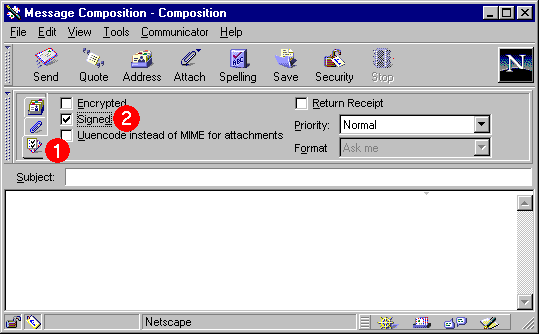 Message Composition - Composition
File Edit View Tools Communicator Help
Send Quote Address Attach Spelling Save Security Stop
N
Encrypted Return Receipt
Signed 2
Priority: Normal
Uuencode instead of MIME for attachments
1
Format Ask me
Subject:
Netscape